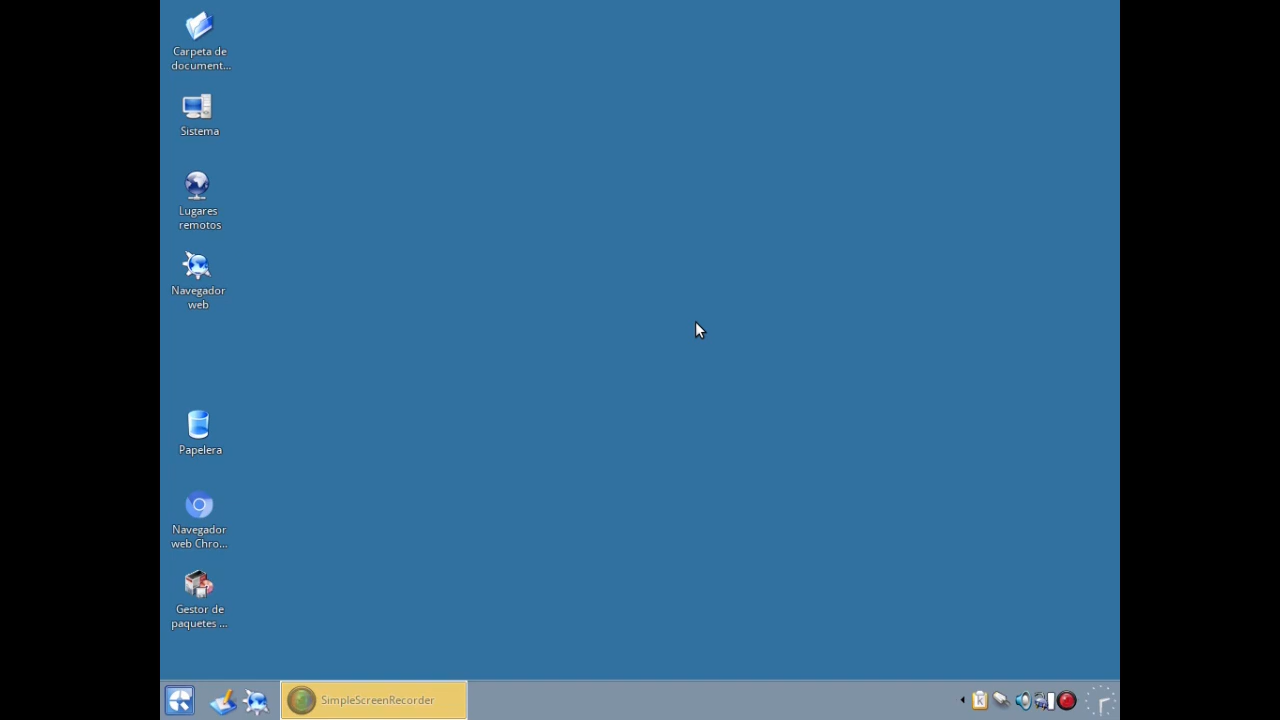 Carpeta de
document...
Sistema
Lugares
remotos
Navegador
web
Papelera
Navegador
web Chro...
Gestor de
paquetes ...
SimpleScreenRecorder